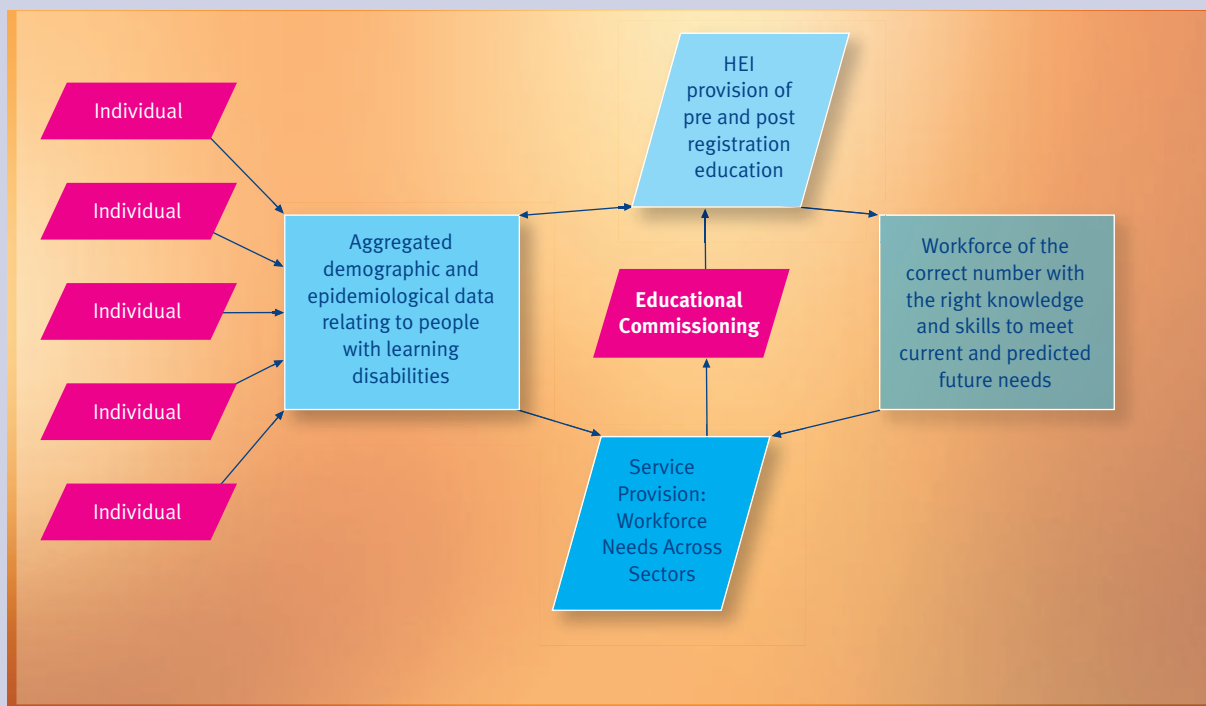 Individual
Individual
Individual
Individual
Individual
Aggregated
demographic and
epidemiological data
relating to people
with learning
disabilities
HEI
provision of
pre and post
registration
education
Educational
Commissioning
Service
Provision:
Workforce
Needs Across
Sectors
Workforce of the
correct number with
the right knowledge
and skills to meet
current and predicted
future needs